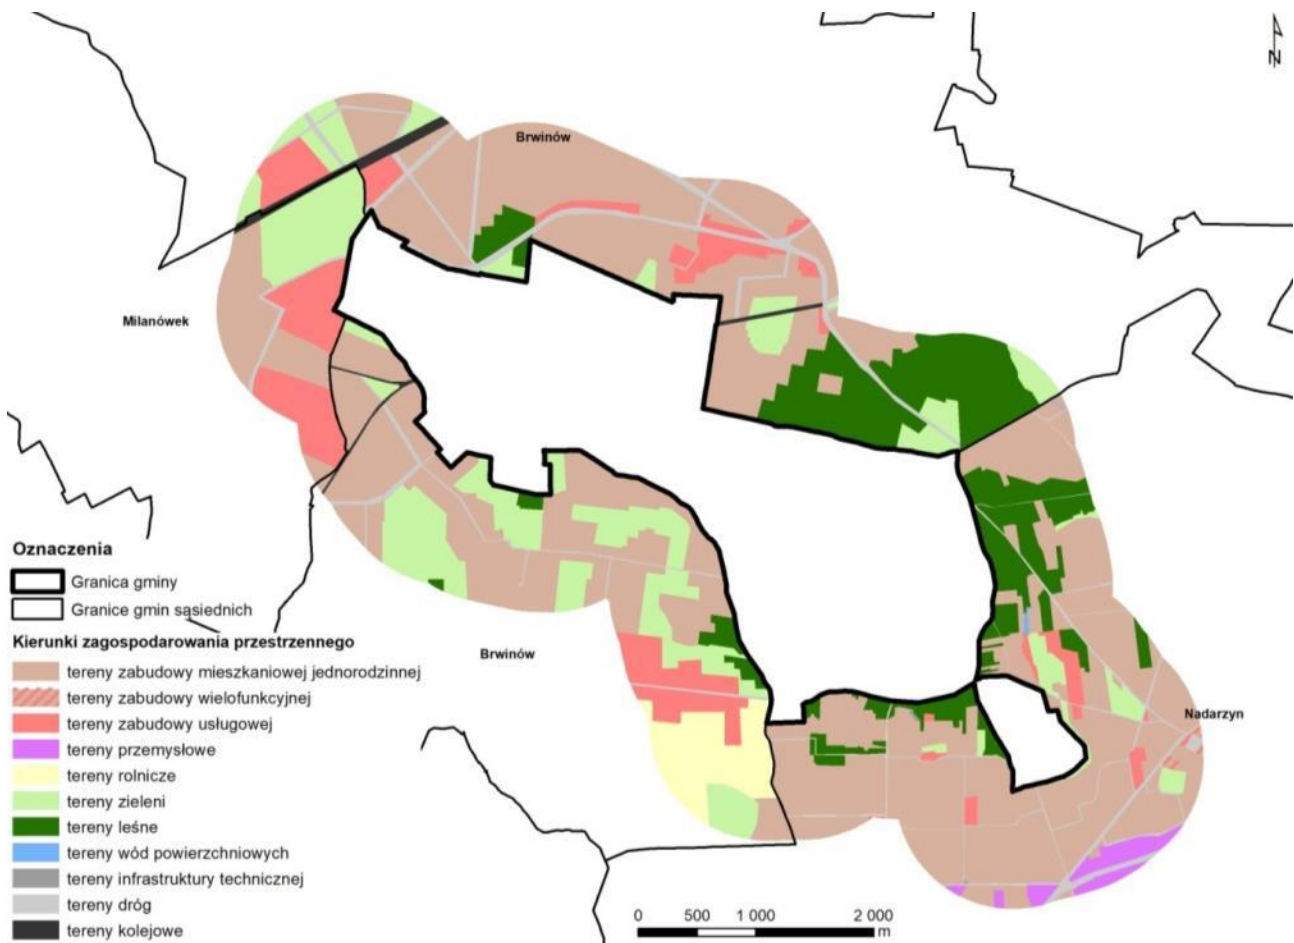 N
Brwinów
Milanówek
Oznaczenia
Granica gminy
Granice gmin sąsiednich
Kierunki zagospodarowania przestrzennego
Brwinów
tereny zabudowy mieszkaniowej jednorodzinnej
tereny zabudowy wielofunkcyjnej
Nadarzyn
tereny zabudowy usługowej
tereny przemysłowe
tereny rolnicze
tereny zieleni
tereny leśne
tereny wód powierzchniowych
tereny infrastruktury technicznej
tereny dróg
tereny kolejowe
0 500 1 000 2 000
m